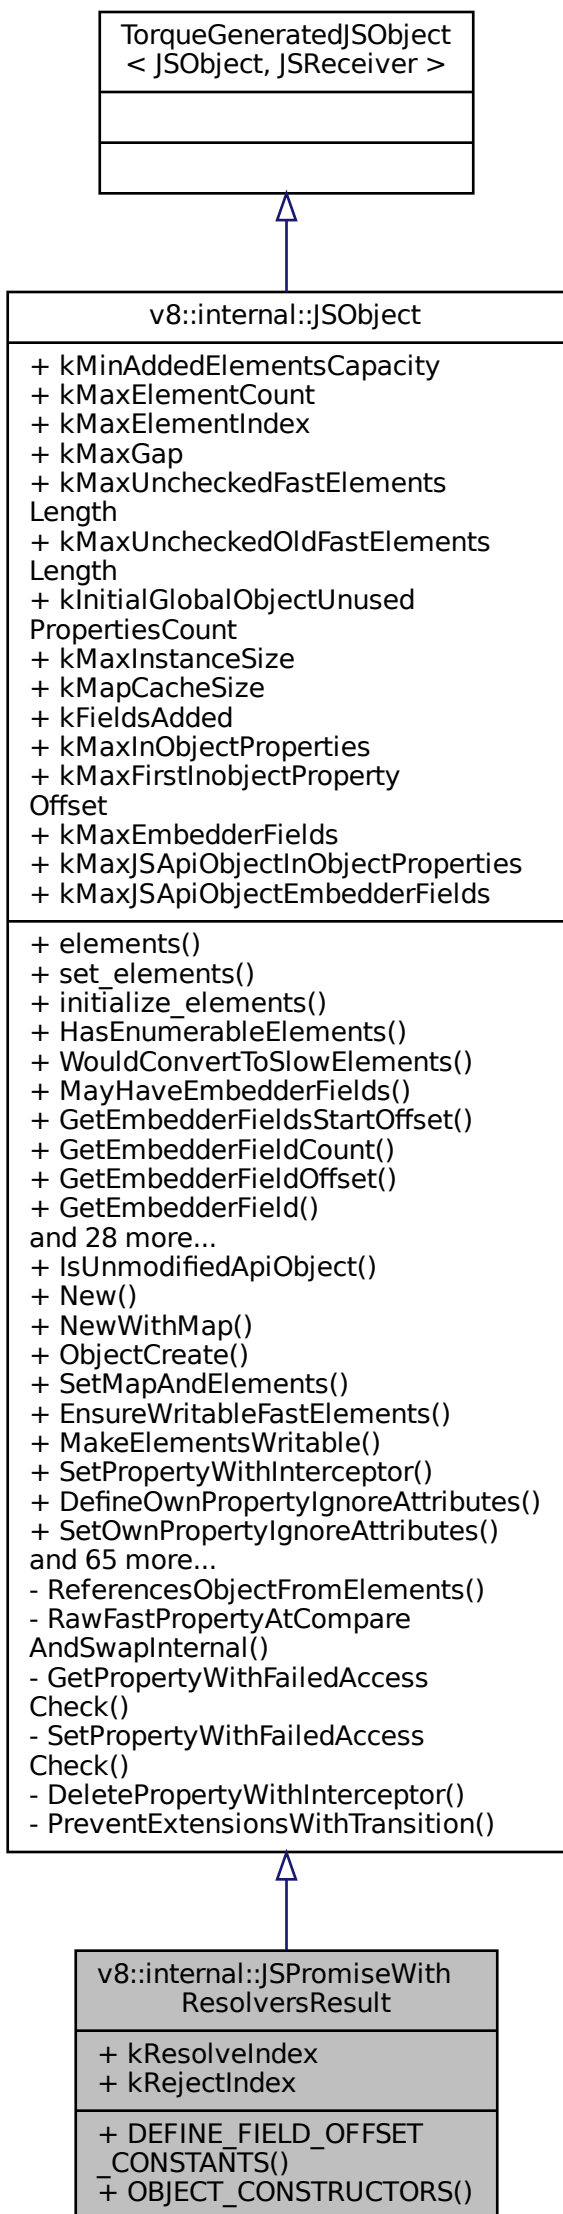 TorqueGeneratedJSObject
< JSObject, JSReceiver >
v8::internal::JSObject
+ kMinAddedElementsCapacity
+ kMaxElementCount
+ kMaxElementIndex
+ kMaxGap
+ kMaxUncheckedFastElements
Length
+ kMaxUncheckedOldFastElements
Length
+ kInitialGlobalObjectUnused
PropertiesCount
+ kMaxInstanceSize
+ kMapCacheSize
+ kFieldsAdded
+ kMaxInObjectProperties
+ kMaxFirstInobjectProperty
Offset
+ kMaxEmbedderFields
+ kMaxJSApiObjectInObjectProperties
+ kMaxJSApiObjectEmbedderFields
+ elements()
+ set_elements()
+ initialize_elements()
+ HasEnumerableElements()
+ WouldConvertToSlowElements()
+ MayHaveEmbedderFields()
+ GetEmbedderFieldsStartOffset()
+ GetEmbedderFieldCount()
+ GetEmbedderFieldOffset()
+ GetEmbedderField()
and 28 more...
+ IsUnmodifiedApiObject()
+ New()
+ NewWithMap()
+ ObjectCreate()
+ SetMapAndElements()
+ EnsureWritableFastElements()
+ MakeElementsWritable()
+ SetPropertyWithInterceptor()
+ DefineOwnPropertyIgnoreAttributes()
+ SetOwnPropertyIgnoreAttributes()
and 65 more...
- ReferencesObjectFromElements()
- RawFastPropertyAtCompare
AndSwapInternal()
- GetPropertyWithFailedAccess
Check()
- SetPropertyWithFailedAccess
Check()
- DeletePropertyWithInterceptor()
- PreventExtensionsWithTransition()
v8::internal::JSPromiseWith
ResolversResult
+ kResolveIndex
+ kRejectIndex
+ DEFINE_FIELD_OFFSET
_CONSTANTS()
+ OBJECT_CONSTRUCTORS()